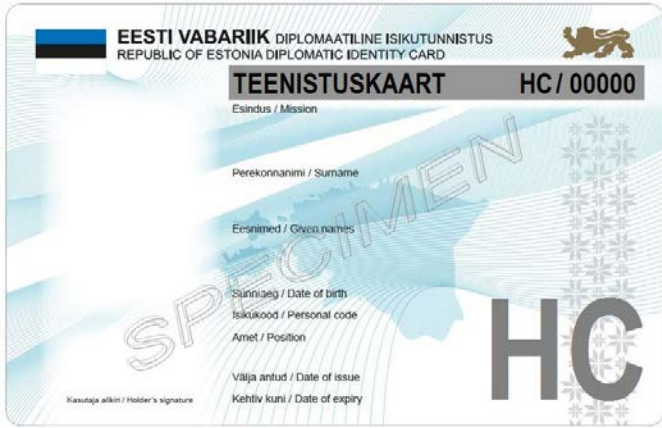 EESTI VABARIIK DIPLOMAATILINE ISIKUTUNNISTUS
REPUBLIC OF ESTONIA DIPLOMATIC IDENTITY CARD
TEENISTUSKAART HC / 00000
Esindus / Mission
Perekonnanimi / Surname
Eesnimed / Given names
SPECIMEN
Sünniaeg / Date of birth
Isikukood / Personal code
Amet / Position
HC
Välja antud / Date of issue
Kasutaja allkiri / Holder's signature
Kehtiv kuni / Date of expiry